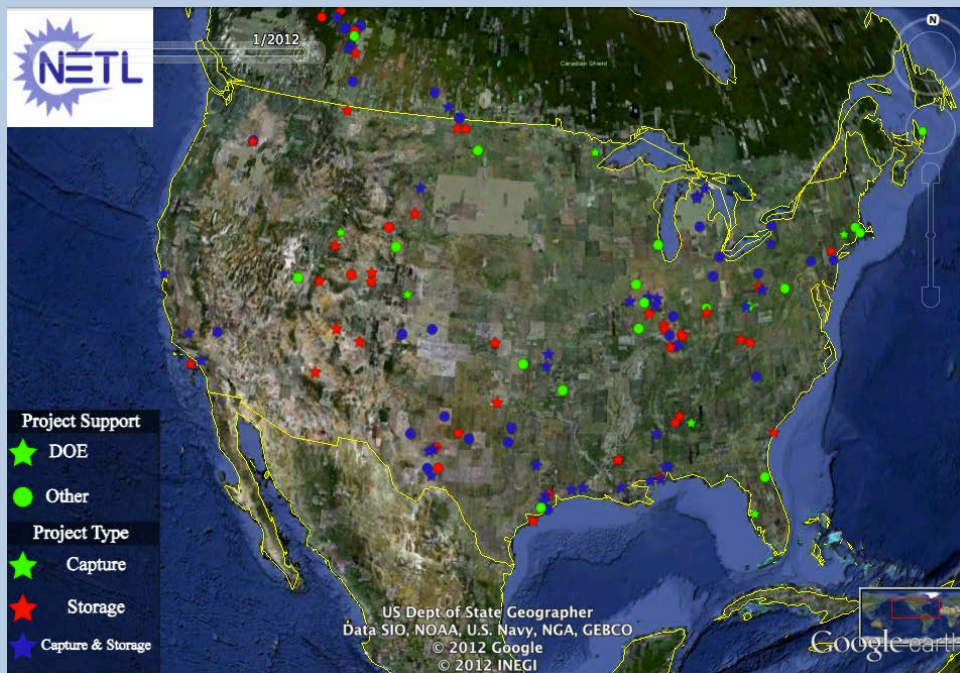 NETL
1/2012
N
Canadian Shield
Project Support
DOE
Other
Project Type
Capture
Storage
Capture & Storage
US Dept of State Geographer
Data SIO, NOAA, U.S. Navy, NGA, GEBCO
© 2012 Google
© 2012 INEGI
Google earth